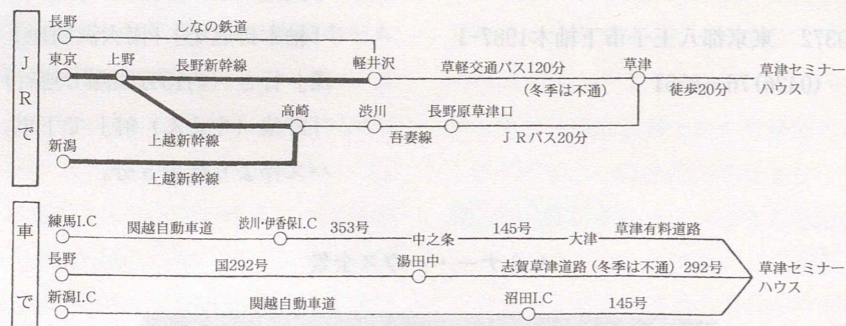 JRで
長野
しなの鉄道
東京
上野
長野新幹線
軽井沢
草軽交通バス120分
(冬季は不通)
草津
徒歩20分
草津セミナー
ハウス
高崎
渋川
長野原草津口
上越新幹線
吾妻線
JRバス20分
新潟
上越新幹線
車で
練馬I.C
関越自動車道
渋川・伊香保I.C
353号
中之条
145号
大津
草津有料道路
長野
国292号
湯田中
志賀草津道路(冬季は不通)292号
草津セミナー
ハウス
新潟I.C
関越自動車道
沼田I.C
145号